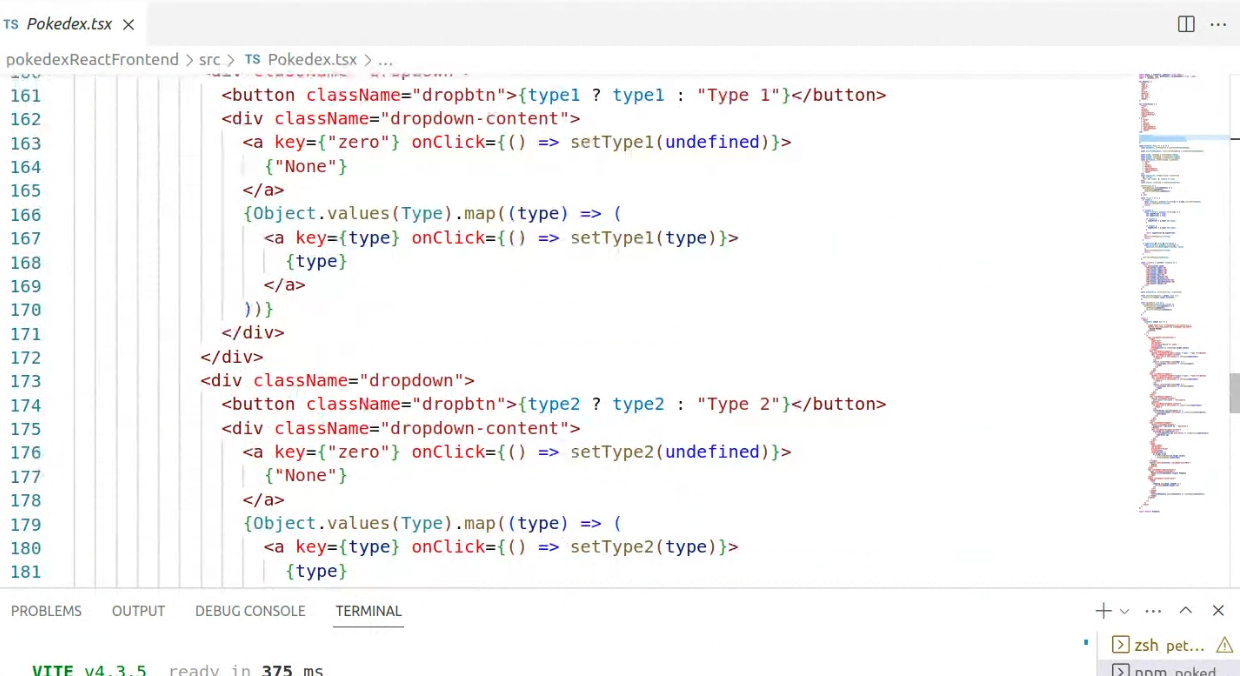 TS Pokedex.tsx ×
pokedexReactFrontend > src > TS Pokedex.tsx > ...
161 <button className="dropbtn">{type1 ? type1 : "Type 1"}</button>
162 <div className="dropdown-content">
163 <a key={"zero"} onClick={() => setType1(undefined)}>
164 {"None"}
165 </a>
166 {Object.values(Type).map((type) => (
167 <a key={type} onClick={() => setType1(type)}>
168 {type}
169 </a>
170 ))}
171 </div>
172 </div>
173 <div className="dropdown">
174 <button className="dropbtn">{type2 ? type2 : "Type 2"}</button>
175 <div className="dropdown-content">
176 <a key={"zero"} onClick={() => setType2(undefined)}>
177 {"None"}
178 </a>
179 {Object.values(Type).map((type) => (
180 <a key={type} onClick={() => setType2(type)}>
181 {type}
PROBLEMS OUTPUT DEBUG CONSOLE TERMINAL
zsh pet...
VITE v4.3.5 ready in 375 ms
npm poked